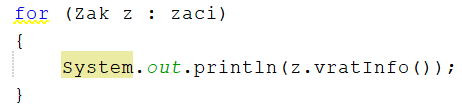 for (Zak z : zaci)
{
    System.out.println(z.vratInfo());
}